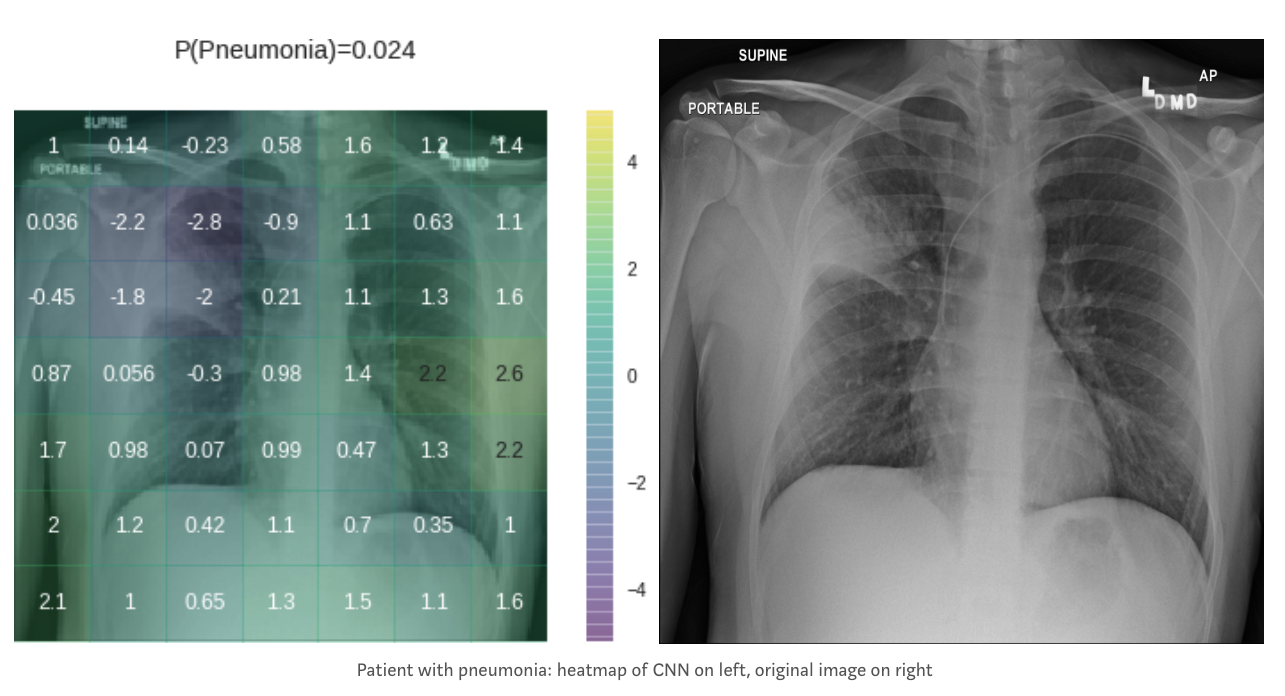 P(Pneumonia)=0.024
SUPINE
1 0.14 -0.23 0.58 1.6 1.2 1.4
PORTABLE
0.036 -2.2 -2.8 -0.9 1.1 0.63 1.1
-0.45 -1.8 -2 0.21 1.1 1.3 1.6
0.87 0.056 -0.3 0.98 1.4 2.2 2.6
1.7 0.98 0.07 0.99 0.47 1.3 2.2
2 1.2 0.42 1.1 0.7 0.35 1
2.1 1 0.65 1.3 1.5 1.1 1.6
4
2
0
−2
−4
SUPINE
AP
L
DMD
PORTABLE
Patient with pneumonia: heatmap of CNN on left, original image on right